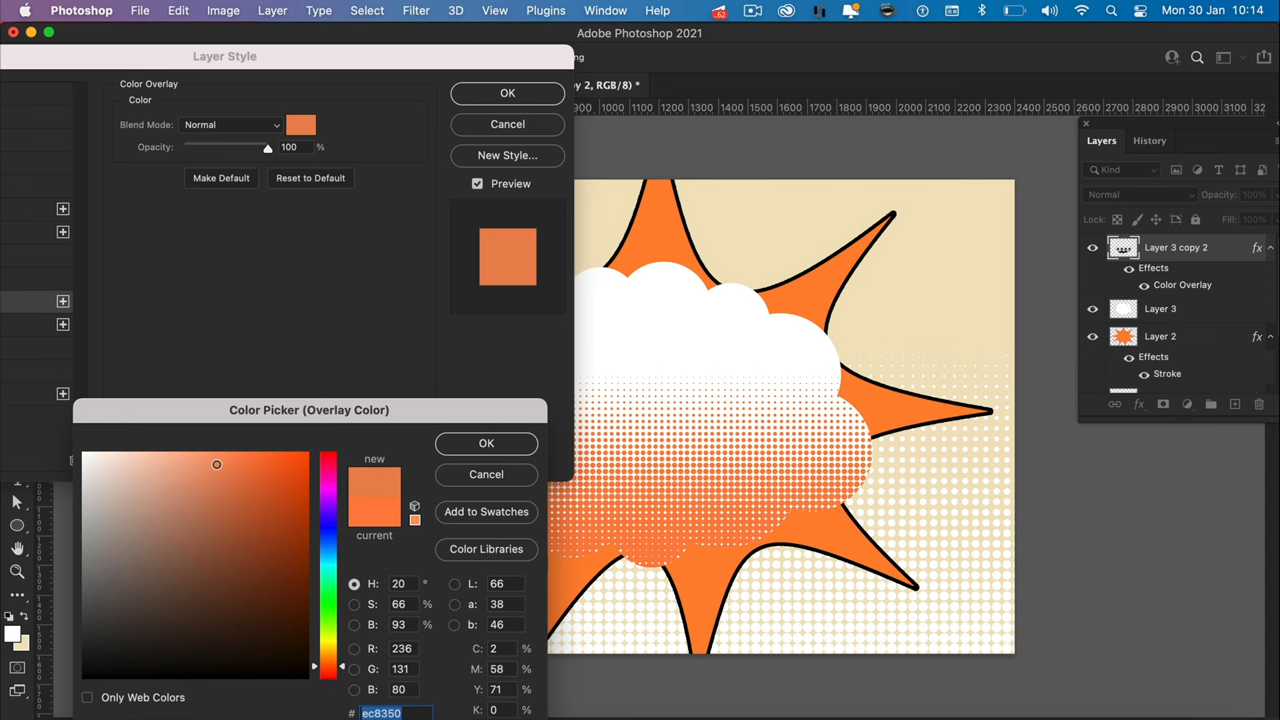 Photoshop File Edit Image Layer Type Select Filter 3D View Plugins Window Help 62 Mon 30 Jan 10:14
Adobe Photoshop 2021
Layer Style
ng
y 2, RGB/8) *
900 1000 1100 1200 1300 1400 1500 1600 1700 1800 1900 2000 2100 2200 2300 2400 2500 2600 2700 2800 2900 3000 3100 32
Color Overlay
Color
Blend Mode: Normal
Opacity: 100 %
Make Default Reset to Default
OK
Cancel
New Style...
Preview
Layers History
Kind
Normal Opacity: 100%
Lock: Fill: 100%
Layer 3 copy 2 fx
Effects
Color Overlay
Layer 3
Layer 2 fx
Effects
Stroke
fx
Color Picker (Overlay Color)
new
current
OK
Cancel
Add to Swatches
Color Libraries
H: 20 ° L: 66
S: 66 % a: 38
B: 93 % b: 46
R: 236 C: 2 %
G: 131 M: 58 %
B: 80 Y: 71 %
# ec8350 K: 0 %
Only Web Colors